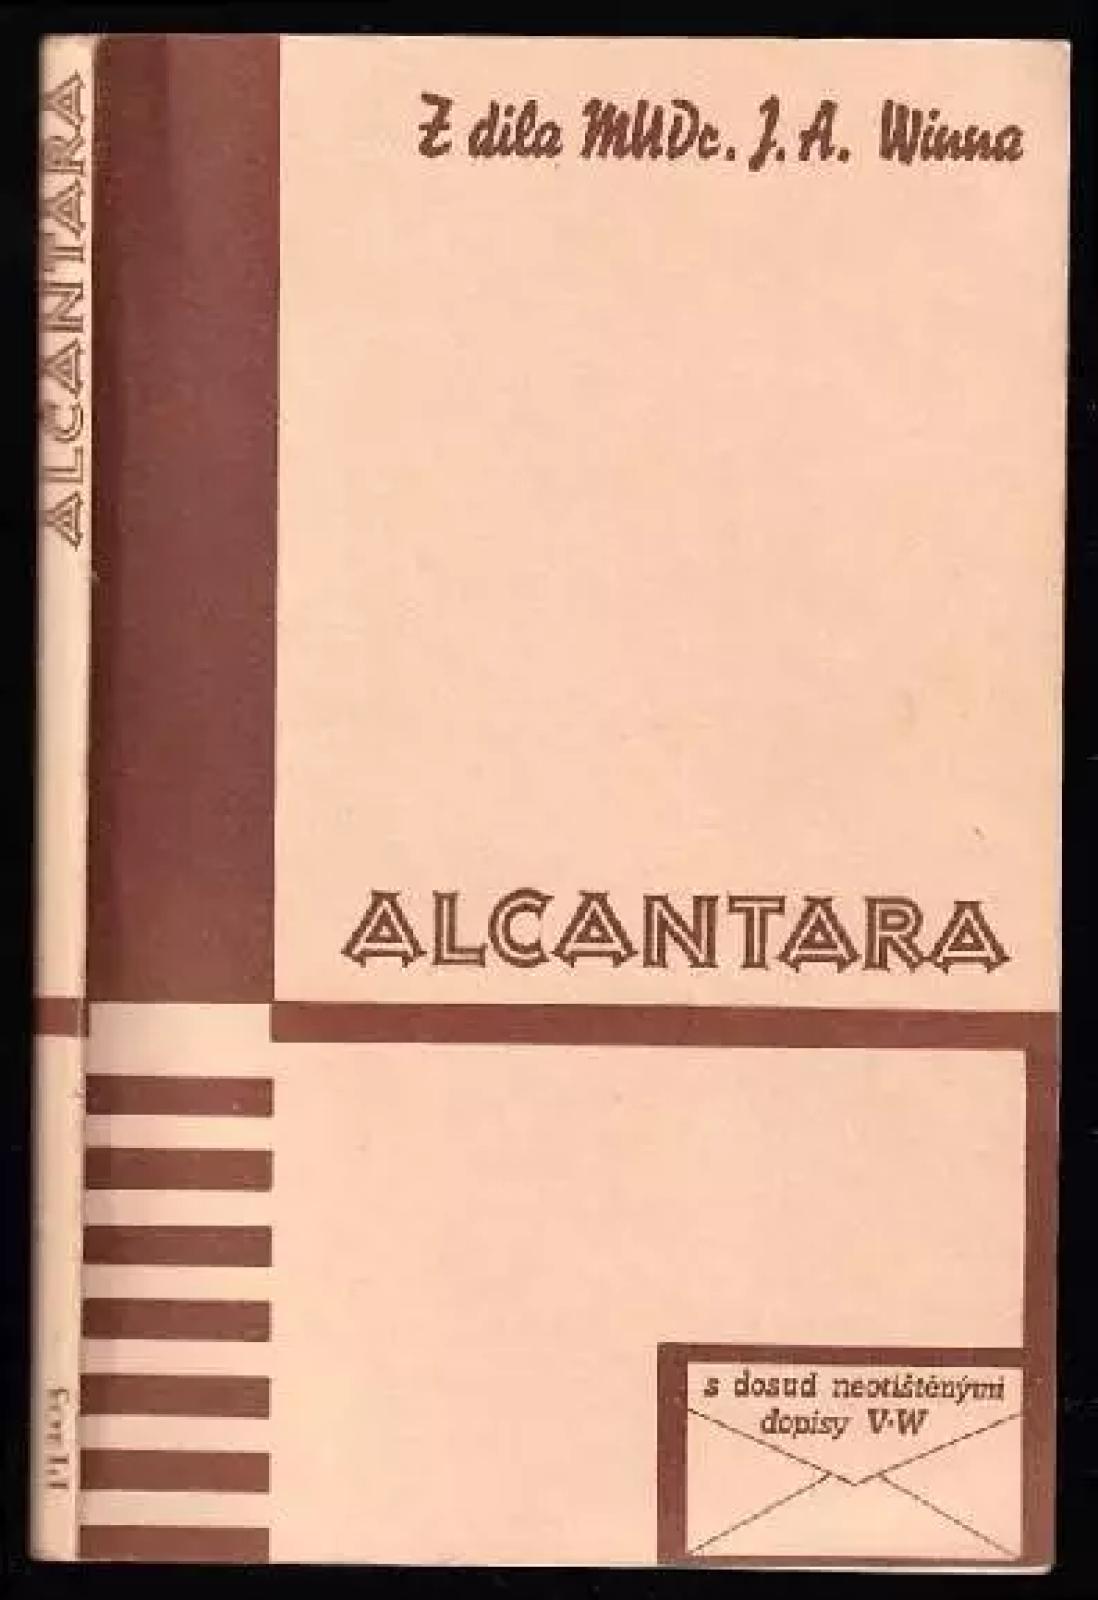 Z díla MUDr. J. A. Winna
ALCANTARA
s dosud neotištěnými
dopisy V+W
ALCANTARA